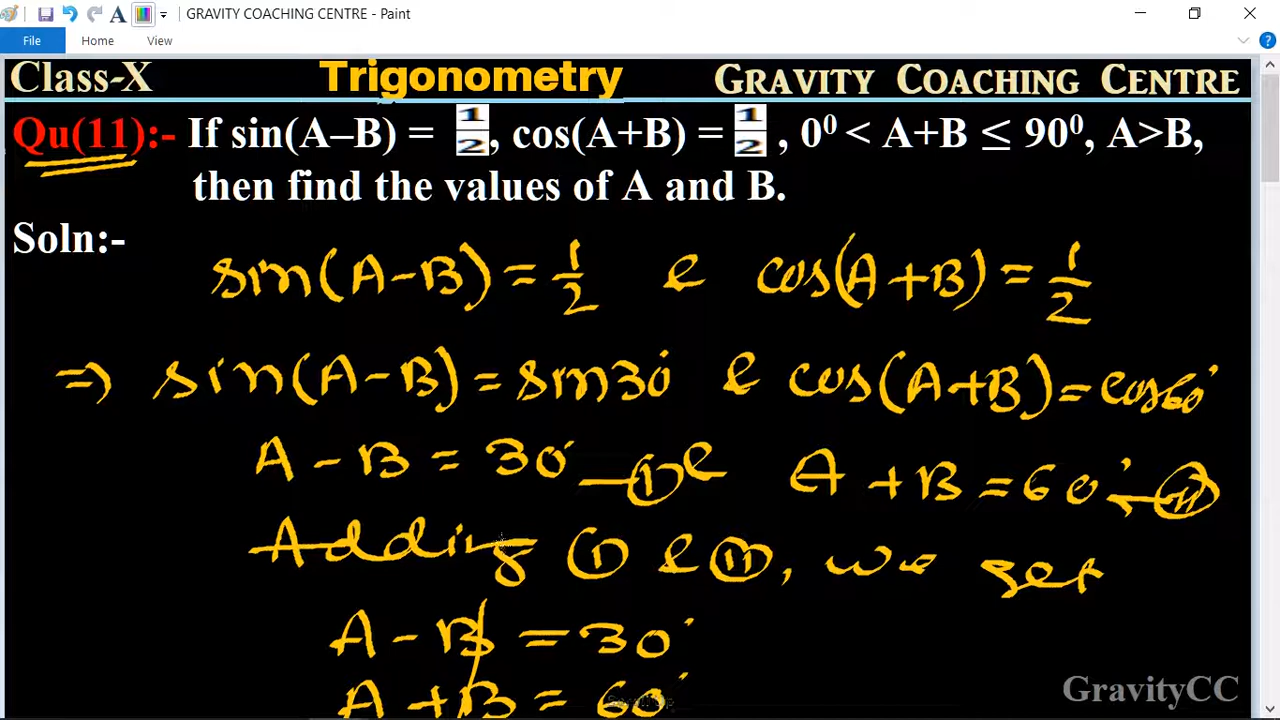 GRAVITY COACHING CENTRE - Paint
File Home View
Class-X Trigonometry GRAVITY COACHING CENTRE
Qu(11):- If sin(A–B) = 1/2, cos(A+B) = 1/2, 0⁰ < A+B ≤ 90⁰, A>B,
then find the values of A and B.
Soln:-
sin(A-B) = 1/2 & cos(A+B) = 1/2
=> sin(A-B) = sin30° & cos(A+B) = cos60°
A - B = 30° —(I) & A + B = 60° —(II)
Adding (I) & (II), we get
A - B = 30°
A + B = 60°
GravityCC